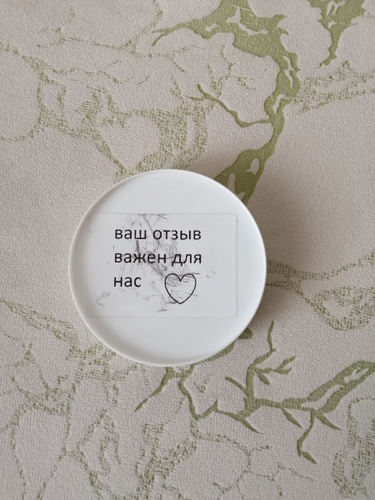 ваш отзыв
важен для
нас